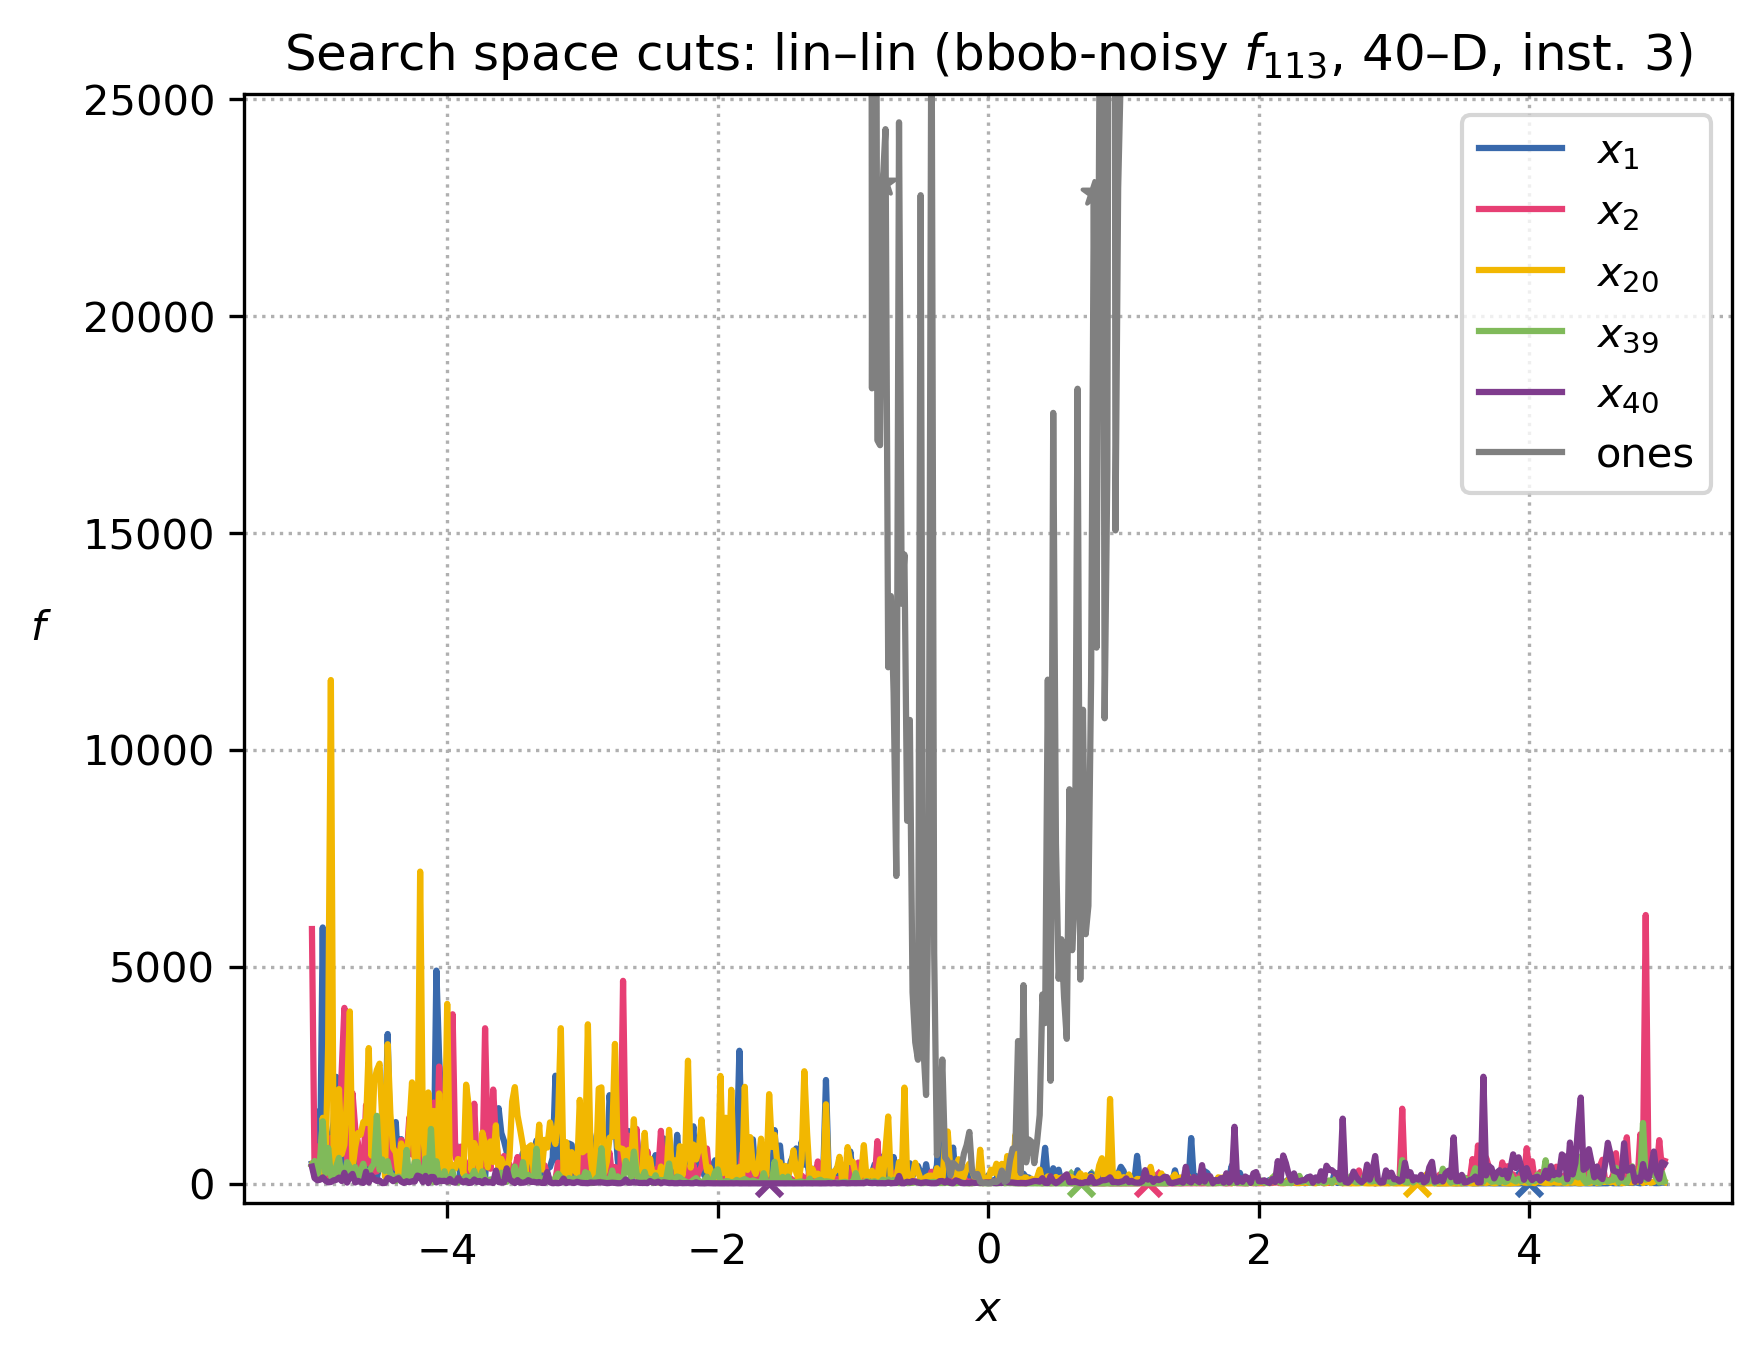 Search space cuts: lin–lin (bbob-noisy f113, 40–D, inst. 3)
25000
20000
15000
10000
5000
0
f
−4
−2
0
2
4
x
x1
x2
x20
x39
x40
ones